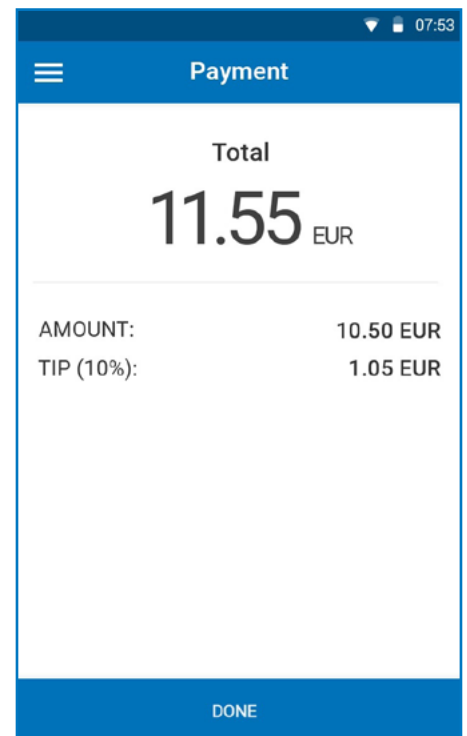 07:53
Payment
Total
11.55 EUR
AMOUNT: 10.50 EUR
TIP (10%): 1.05 EUR
DONE